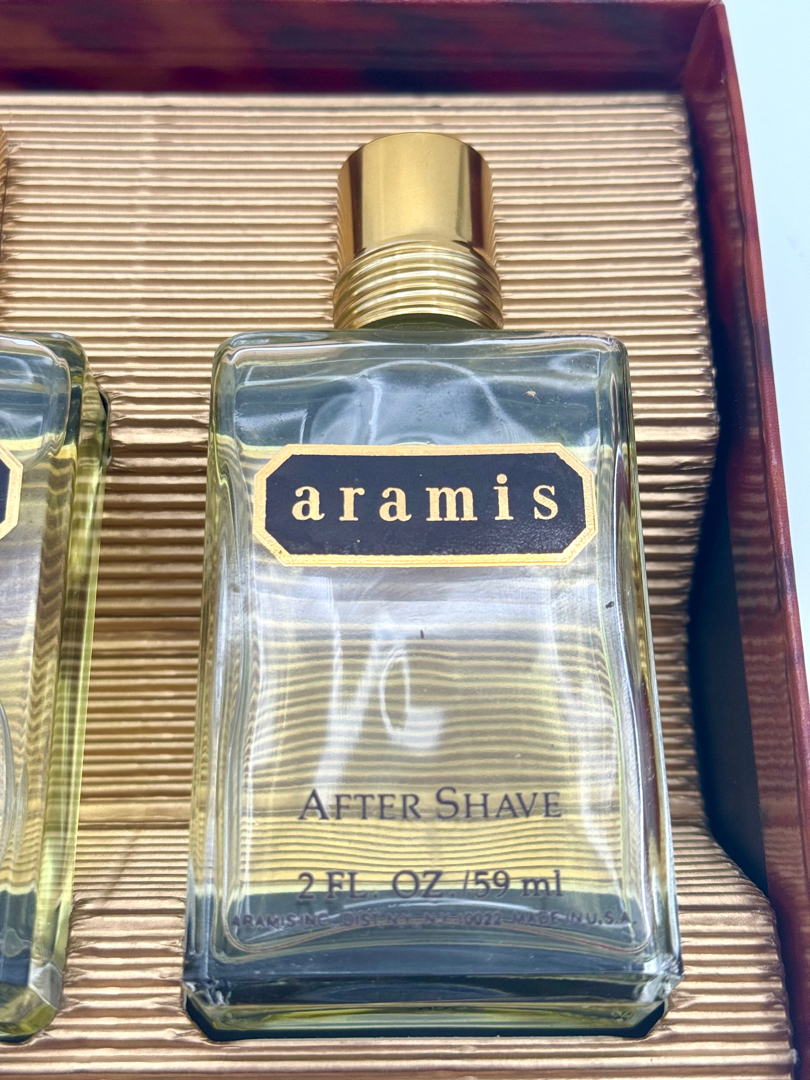 aramis
AFTER SHAVE
2 FL. OZ./59 ml
ARAMIS INC. DIST. N.Y. N.Y. 10022 MADE IN U.S.A.